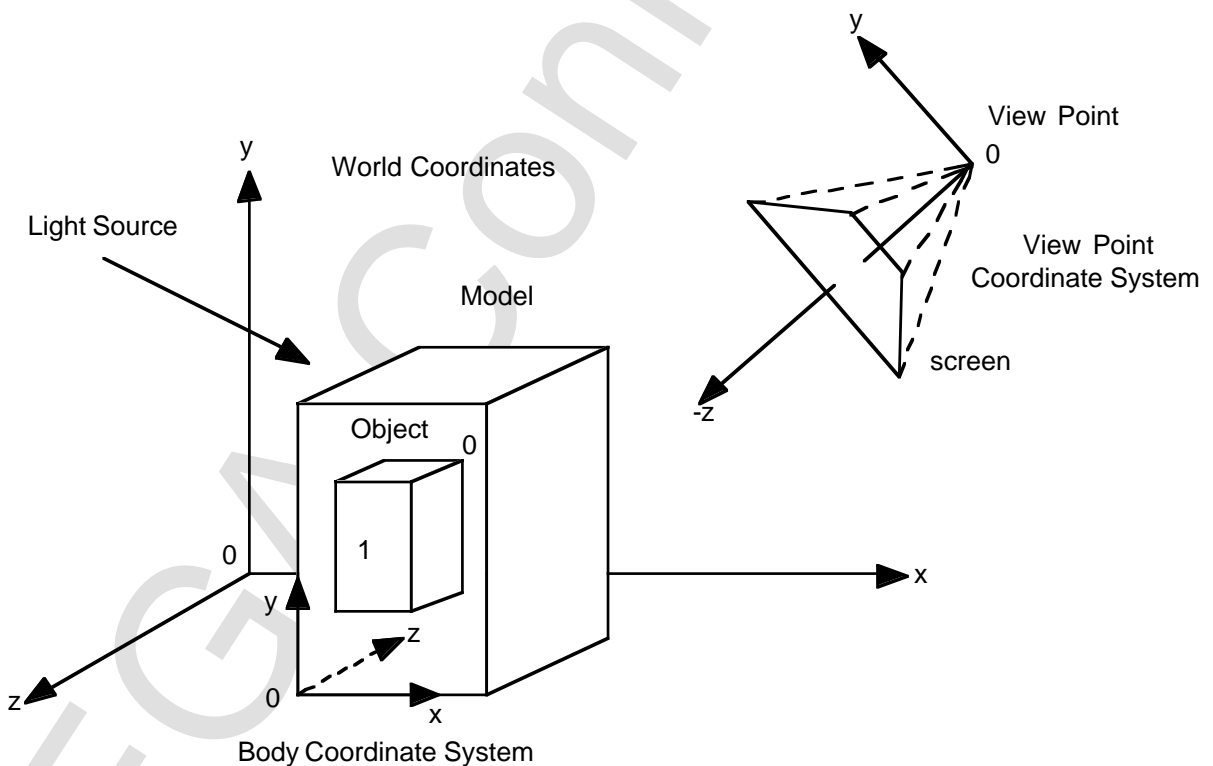 y
View Point
0
y
World Coordinates
Light Source
View Point
Coordinate System
Model
screen
-z
Object
0
1
0
x
y
z
z
0
x
Body Coordinate System